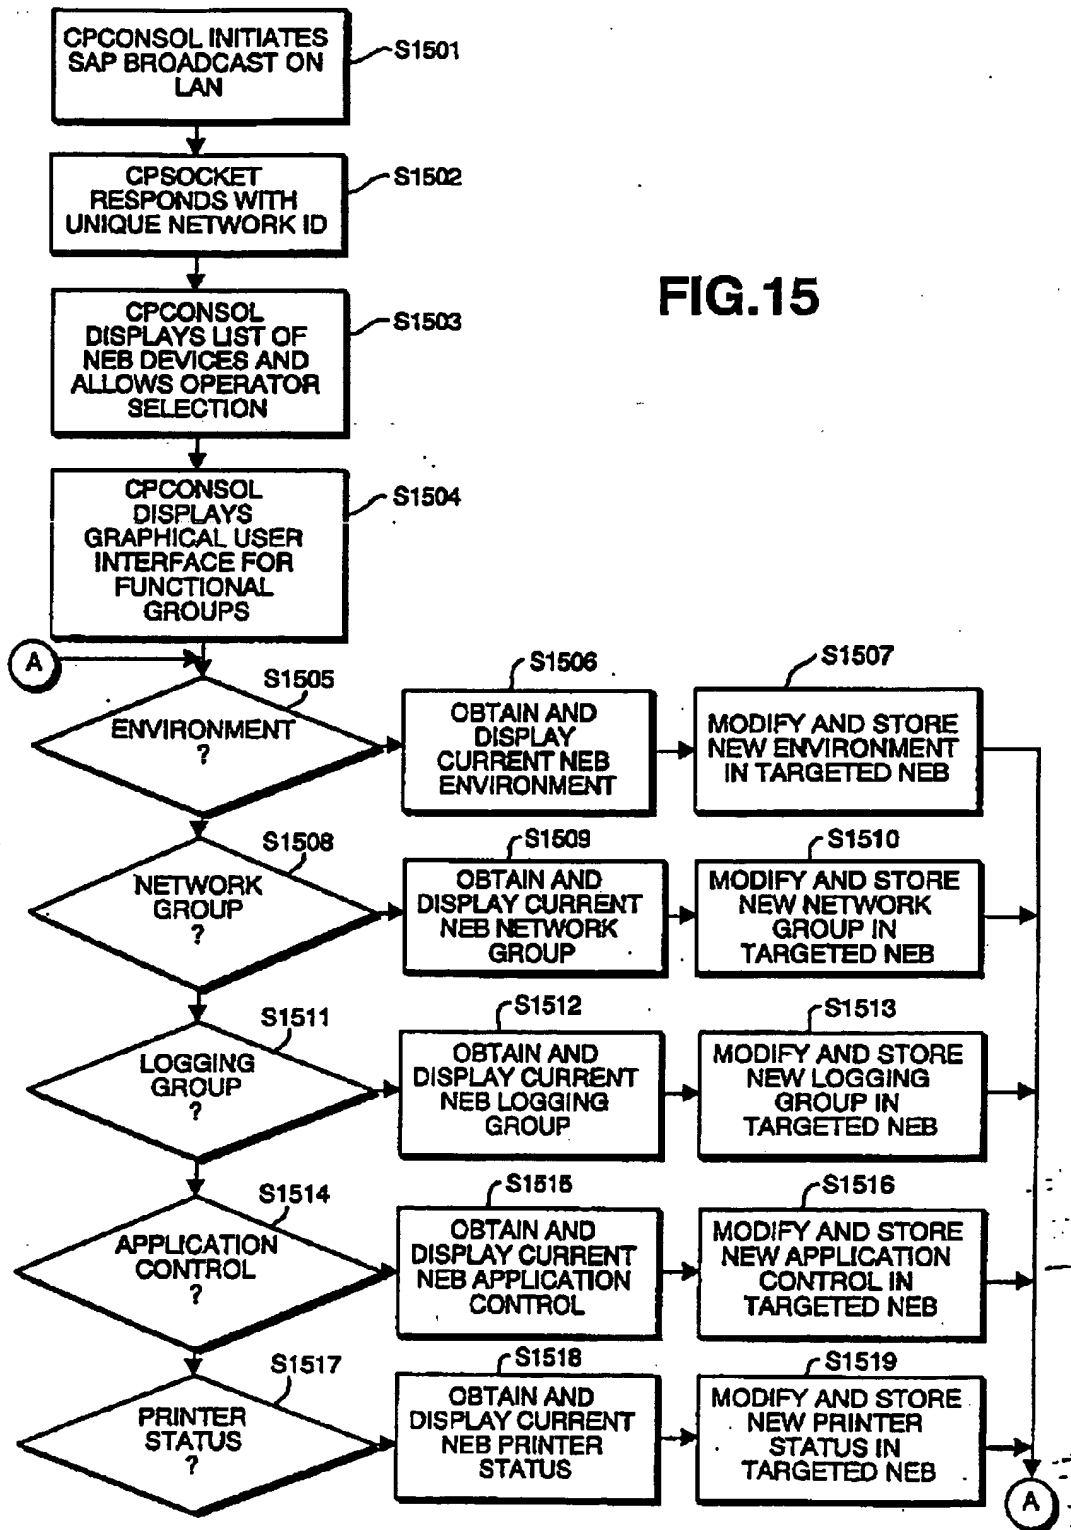 CPCONSOL INITIATES
SAP BROADCAST ON
LAN
S1501
CPSOCKET
RESPONDS WITH
UNIQUE NETWORK ID
S1502
FIG.15
CPCONSOL
DISPLAYS LIST OF
NEB DEVICES AND
ALLOWS OPERATOR
SELECTION
S1503
CPCONSOL
DISPLAYS
GRAPHICAL USER
INTERFACE FOR
FUNCTIONAL
GROUPS
S1504
A
S1505
ENVIRONMENT
?
S1506
OBTAIN AND
DISPLAY
CURRENT NEB
ENVIRONMENT
S1507
MODIFY AND STORE
NEW ENVIRONMENT
IN TARGETED NEB
S1508
NETWORK
GROUP
?
S1509
OBTAIN AND
DISPLAY CURRENT
NEB NETWORK
GROUP
S1510
MODIFY AND STORE
NEW NETWORK
GROUP IN
TARGETED NEB
S1511
LOGGING
GROUP
?
S1512
OBTAIN AND
DISPLAY CURRENT
NEB LOGGING
GROUP
S1513
MODIFY AND STORE
NEW LOGGING
GROUP IN
TARGETED NEB
S1514
APPLICATION
CONTROL
?
S1515
OBTAIN AND
DISPLAY CURRENT
NEB APPLICATION
CONTROL
S1516
MODIFY AND STORE
NEW APPLICATION
CONTROL IN
TARGETED NEB
S1517
PRINTER
STATUS
?
S1518
OBTAIN AND
DISPLAY CURRENT
NEB PRINTER
STATUS
S1519
MODIFY AND STORE
NEW PRINTER
STATUS IN
TARGETED NEB
A